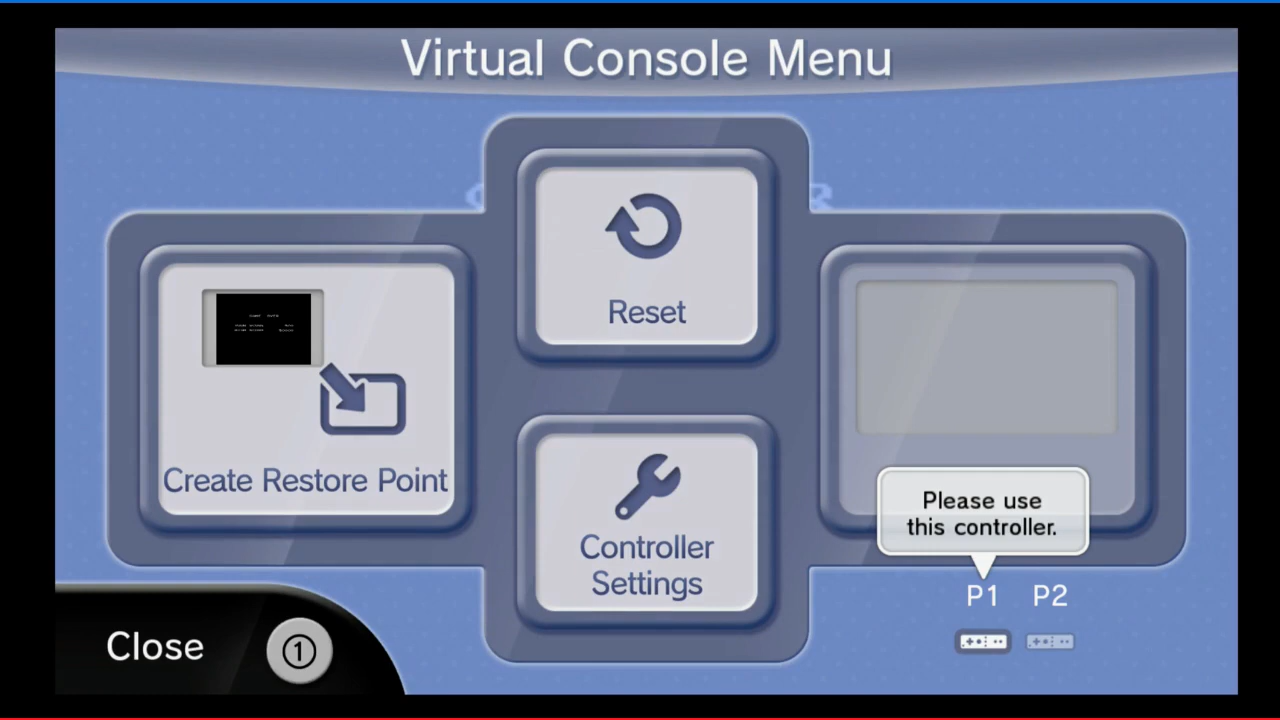 Virtual Console Menu
Reset
Create Restore Point
Controller
Settings
Please use
this controller.
P1 P2
Close
1